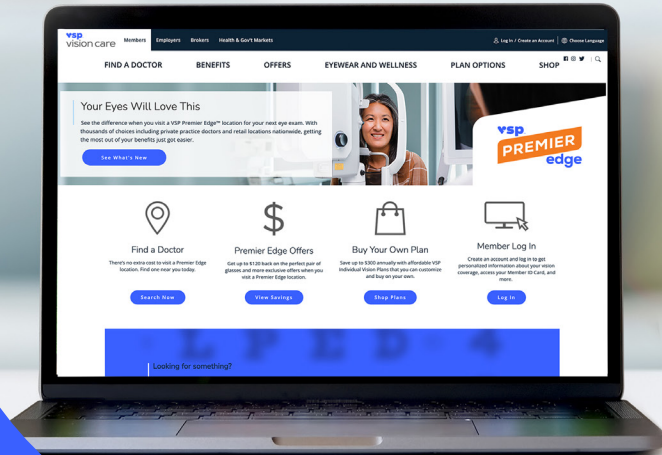 vsp
vision care
Members Employers Brokers Health & Gov't Markets
Log In / Create an Account Choose Language
FIND A DOCTOR BENEFITS OFFERS EYEWEAR AND WELLNESS PLAN OPTIONS SHOP
Your Eyes Will Love This
See the difference when you visit a VSP Premier Edge™ location for your next eye exam. With
thousands of choices including private practice doctors and retail locations nationwide, getting
the most out of your benefits just got easier.
See What's New
vsp
PREMIER
edge
Find a Doctor
There's no extra cost to visit a Premier Edge
location. Find one near you today.
Search Now
Premier Edge Offers
Get up to $120 back on the perfect pair of
glasses and more exclusive offers when you
visit a Premier Edge location.
View Savings
Buy Your Own Plan
Save up to $300 annually with affordable VSP
Individual Vision Plans that you can customize
and buy on your own.
Shop Plans
Member Log In
Create an account and log in to get
personalized information about your vision
coverage, access your Member ID Card, and
more.
Log In
L P E D - 4
Looking for something?